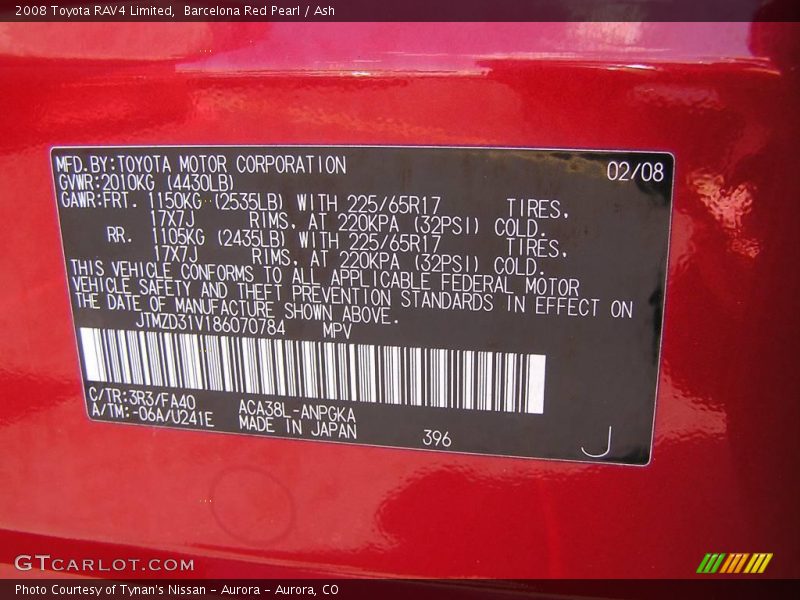 2008 Toyota RAV4 Limited,  Barcelona Red Pearl / Ash
MFD.BY:TOYOTA MOTOR CORPORATION 02/08
GVWR:2010KG (4430LB)
GAWR:FRT. 1150KG (2535LB) WITH 225/65R17 TIRES,
17X7J RIMS, AT 220KPA (32PSI) COLD.
RR. 1105KG (2435LB) WITH 225/65R17 TIRES,
17X7J RIMS, AT 220KPA (32PSI) COLD.
THIS VEHICLE CONFORMS TO ALL APPLICABLE FEDERAL MOTOR
VEHICLE SAFETY AND THEFT PREVENTION STANDARDS IN EFFECT ON
THE DATE OF MANUFACTURE SHOWN ABOVE.
JTMZD31V186070784 MPV
C/TR:3R3/FA40 ACA38L-ANPGKA
A/TM:-06A/U241E MADE IN JAPAN 396 J
GTCARLOT.COM
Photo Courtesy of Tynan's Nissan - Aurora - Aurora, CO